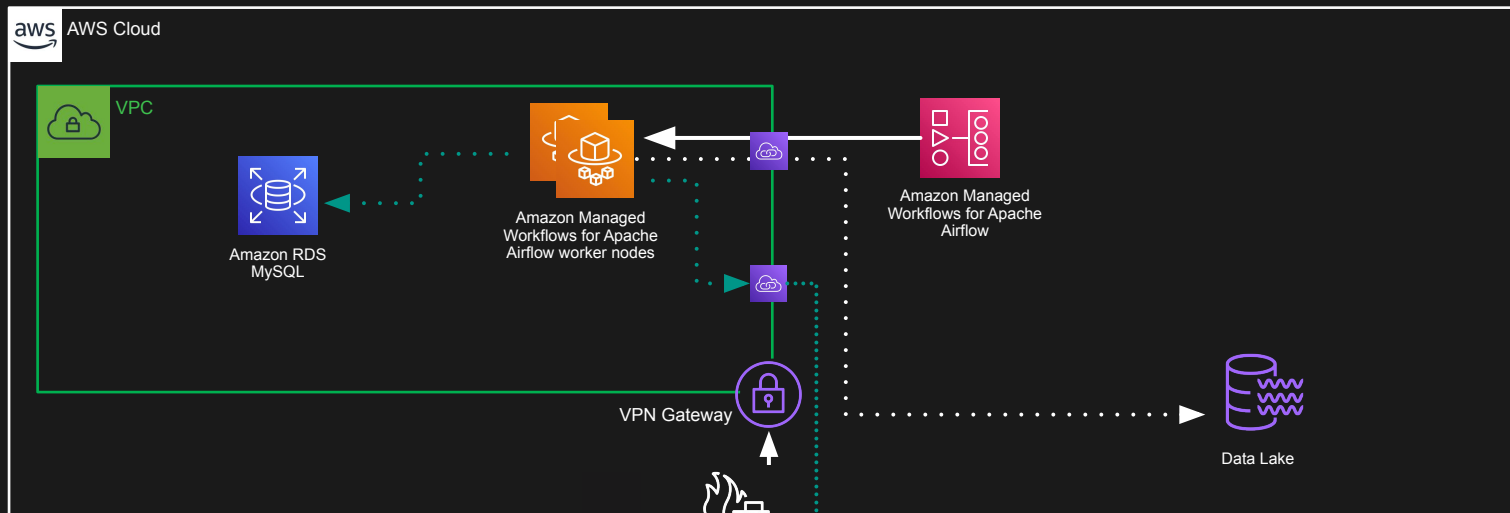 aws
AWS Cloud
VPC
Amazon RDS
MySQL
Amazon Managed
Workflows for Apache
Airflow worker nodes
Amazon Managed
Workflows for Apache
Airflow
VPN Gateway
Data Lake